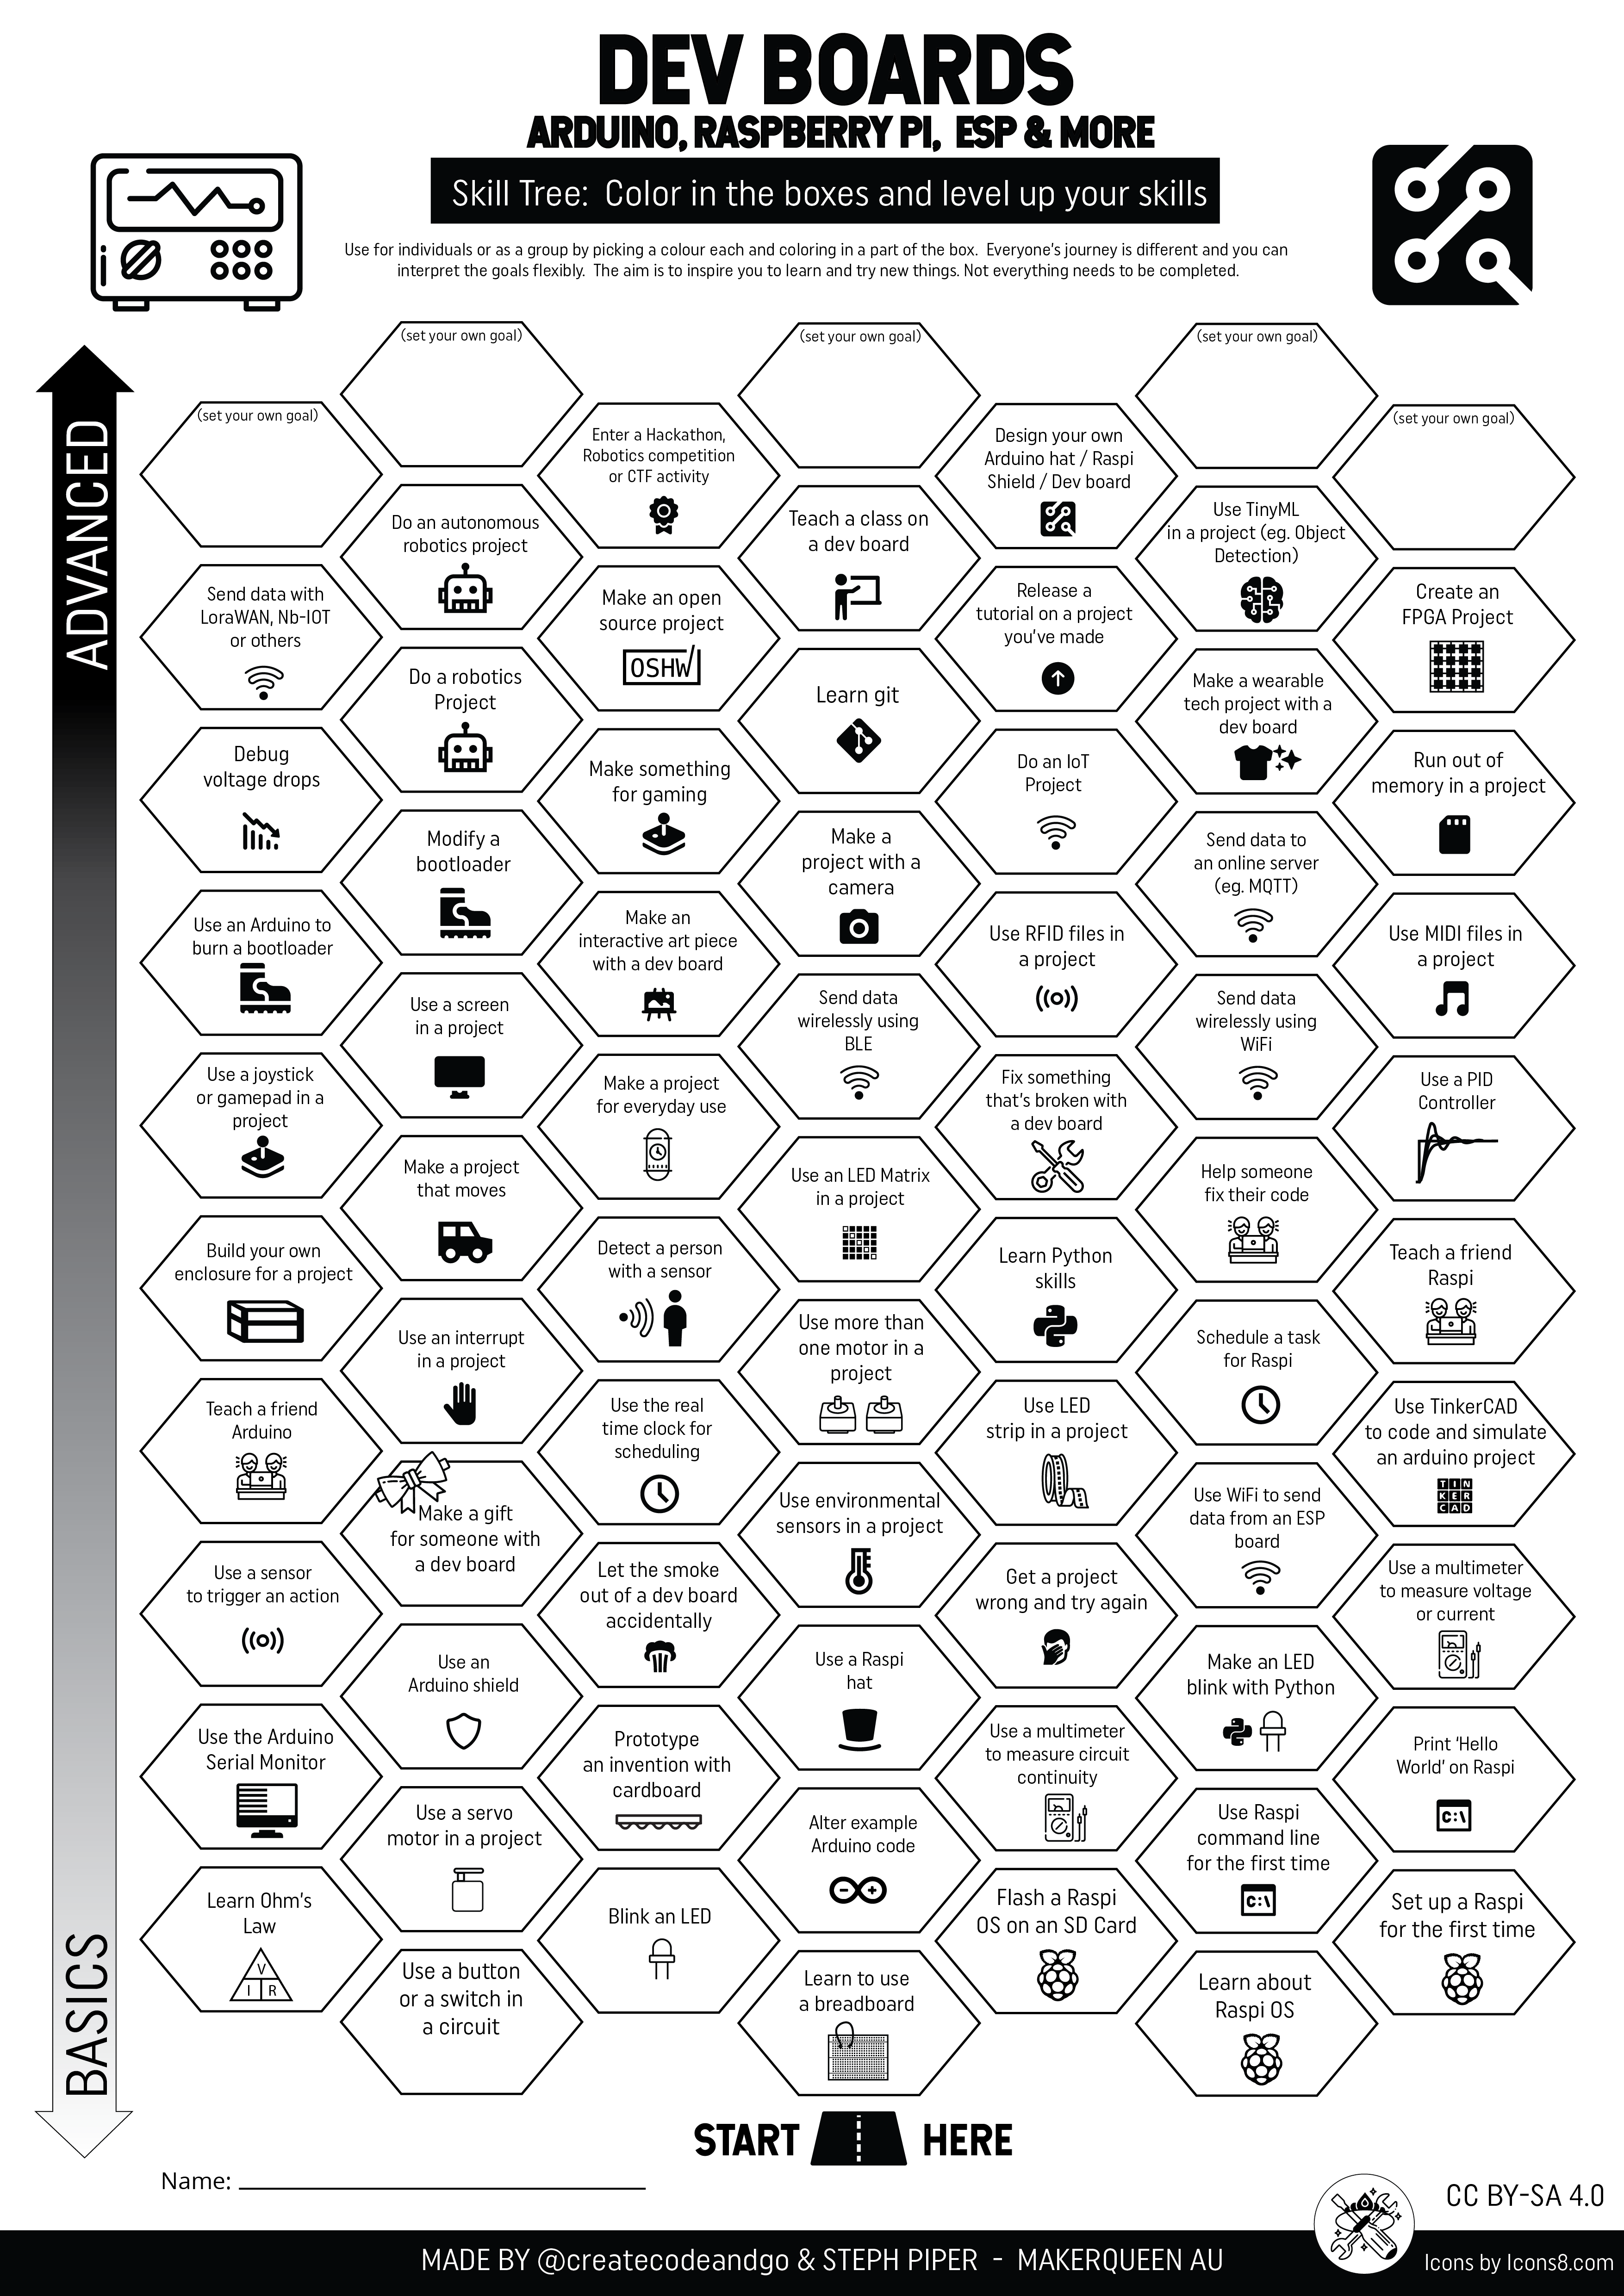 DEV BOARDS
ARDUINO, RASPBERRY PI, ESP & MORE
Skill Tree: Color in the boxes and level up your skills
Use for individuals or as a group by picking a colour each and coloring in a part of the box. Everyone's journey is different and you can
interpret the goals flexibly. The aim is to inspire you to learn and try new things. Not everything needs to be completed.
ADVANCED
(set your own goal)
(set your own goal)
(set your own goal)
(set your own goal)
(set your own goal)
Enter a Hackathon,
Robotics competition
or CTF activity
Design your own
Arduino hat / Raspi
Shield / Dev board
Do an autonomous
robotics project
Teach a class on
a dev board
Use TinyML
in a project (eg. Object
Detection)
Send data with
LoraWAN, Nb-IOT
or others
Make an open
source project
OSHW
Release a
tutorial on a project
you've made
Create an
FPGA Project
Do a robotics
Project
Learn git
Make a wearable
tech project with a
dev board
Debug
voltage drops
Make something
for gaming
Do an IoT
Project
Run out of
memory in a project
Modify a
bootloader
Make a
project with a
camera
Send data to
an online server
(eg. MQTT)
Use an Arduino to
burn a bootloader
Make an
interactive art piece
with a dev board
Use RFID files in
a project
Use MIDI files in
a project
Use a screen
in a project
Send data
wirelessly using
BLE
Send data
wirelessly using
WiFi
Use a joystick
or gamepad in a
project
Make a project
for everyday use
Fix something
that's broken with
a dev board
Use a PID
Controller
Make a project
that moves
Use an LED Matrix
in a project
Help someone
fix their code
Build your own
enclosure for a project
Detect a person
with a sensor
Learn Python
skills
Teach a friend
Raspi
Use an interrupt
in a project
Use more than
one motor in a
project
Schedule a task
for Raspi
Teach a friend
Arduino
Use the real
time clock for
scheduling
Use LED
strip in a project
Use TinkerCAD
to code and simulate
an arduino project
TIN
KER
CAD
Make a gift
for someone with
a dev board
Use environmental
sensors in a project
Use WiFi to send
data from an ESP
board
Use a sensor
to trigger an action
Let the smoke
out of a dev board
accidentally
Get a project
wrong and try again
Use a multimeter
to measure voltage
or current
Use an
Arduino shield
Use a Raspi
hat
Make an LED
blink with Python
Use the Arduino
Serial Monitor
Prototype
an invention with
cardboard
Use a multimeter
to measure circuit
continuity
Print 'Hello
World' on Raspi
C:\
Use a servo
motor in a project
Alter example
Arduino code
Use Raspi
command line
for the first time
C:\
Learn Ohm's
Law
V
I R
Blink an LED
Flash a Raspi
OS on an SD Card
Set up a Raspi
for the first time
Use a button
or a switch in
a circuit
Learn to use
a breadboard
Learn about
Raspi OS
BASICS
START HERE
Name:
CC BY-SA 4.0
MADE BY @createcodeandgo & STEPH PIPER - MAKERQUEEN AU
Icons by Icons8.com